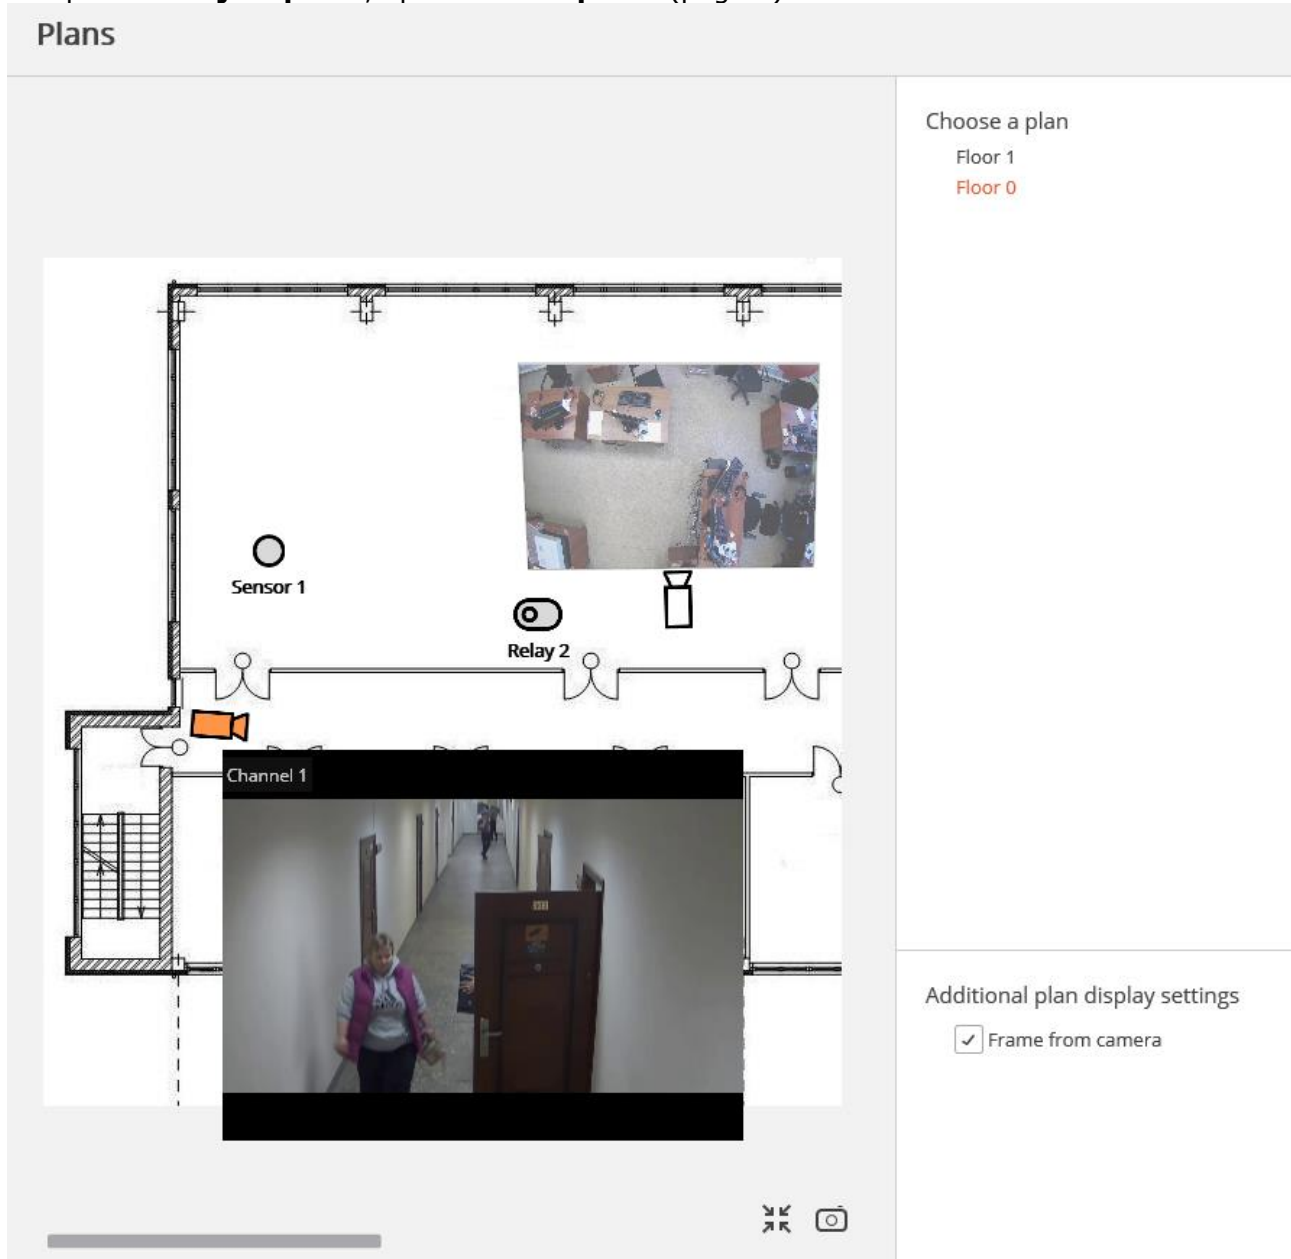 Plans
Choose a plan
Floor 1
Floor 0
Sensor 1
Relay 2
Channel 1
Additional plan display settings
Frame from camera